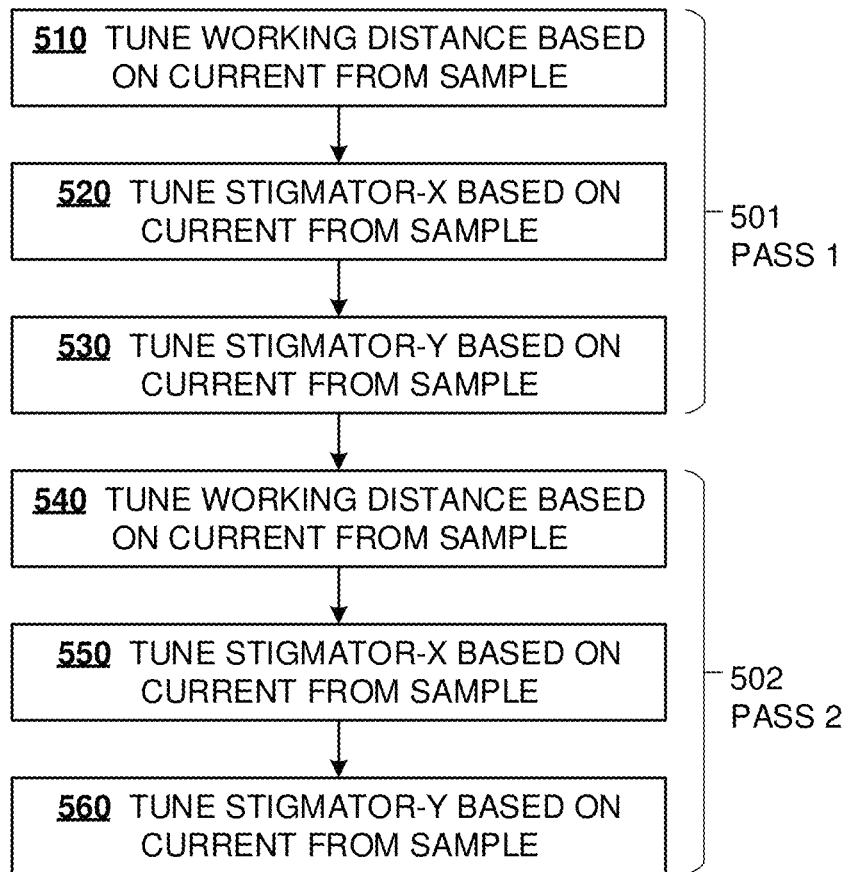 510 TUNE WORKING DISTANCE BASED
ON CURRENT FROM SAMPLE
520 TUNE STIGMATOR-X BASED ON
CURRENT FROM SAMPLE
530 TUNE STIGMATOR-Y BASED ON
CURRENT FROM SAMPLE
501
PASS 1
540 TUNE WORKING DISTANCE BASED
ON CURRENT FROM SAMPLE
550 TUNE STIGMATOR-X BASED ON
CURRENT FROM SAMPLE
560 TUNE STIGMATOR-Y BASED ON
CURRENT FROM SAMPLE
502
PASS 2